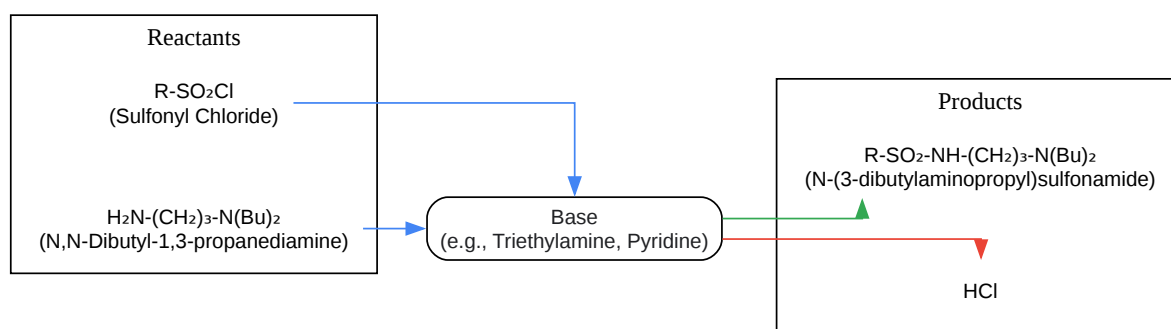 Reactants
R-SO₂Cl
(Sulfonyl Chloride)
H₂N-(CH₂)₃-N(Bu)₂
(N,N-Dibutyl-1,3-propanediamine)
Base
(e.g., Triethylamine, Pyridine)
Products
R-SO₂-NH-(CH₂)₃-N(Bu)₂
(N-(3-dibutylaminopropyl)sulfonamide)
HCl